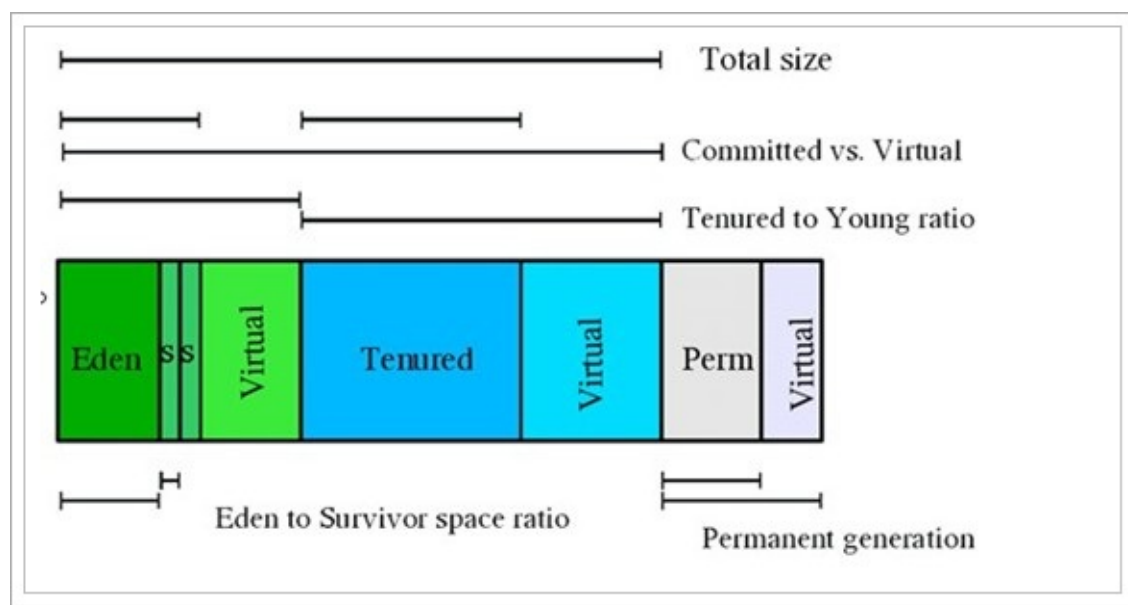 Total size
Committed vs. Virtual
Tenured to Young ratio
Eden
s
s
Virtual
Tenured
Virtual
Perm
Virtual
Eden to Survivor space ratio
Permanent generation